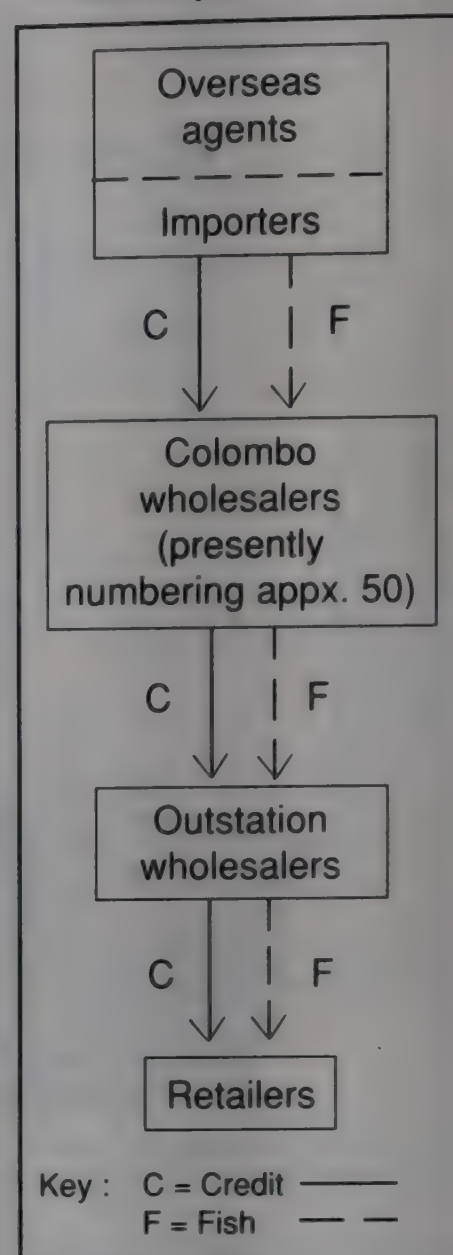 Overseas
agents
Importers
C F
Colombo
wholesalers
(presently
numbering appx. 50)
C F
Outstation
wholesalers
C F
Retailers
Key : C = Credit
F = Fish